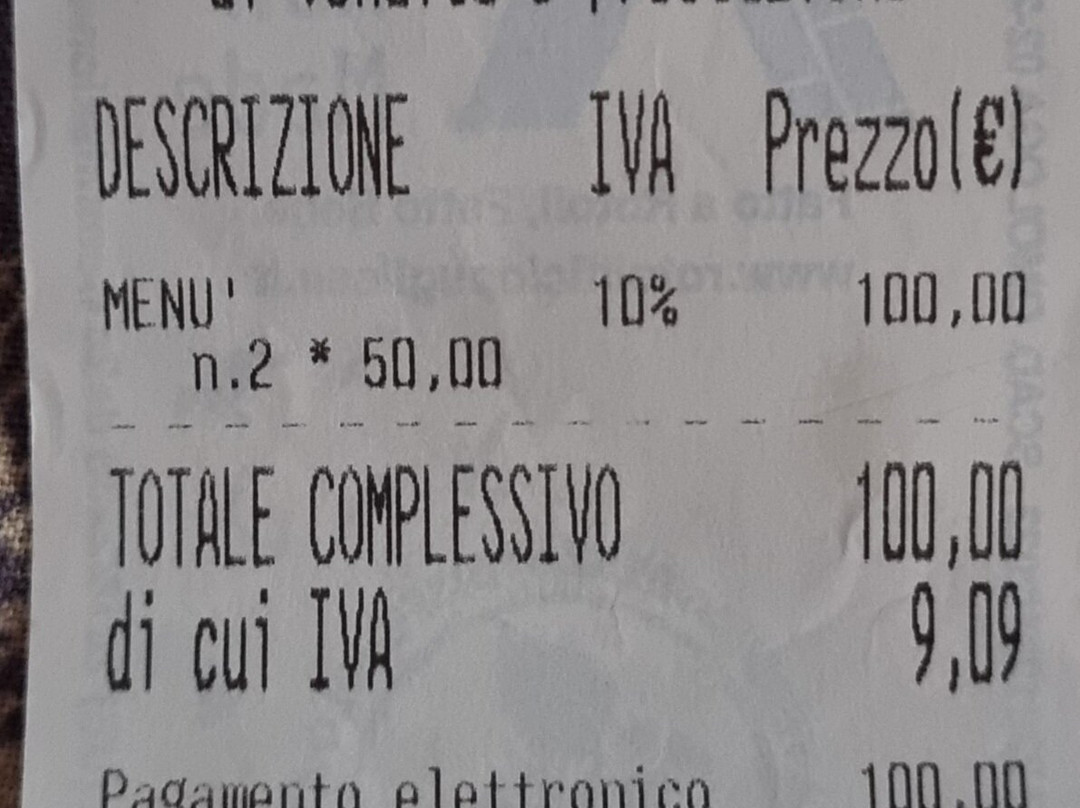 DESCRIZIONE IVA Prezzo(€)
MENU' 10% 100,00
n.2 * 50,00
TOTALE COMPLESSIVO 100,00
di cui IVA 9,09
Pagamento elettronico 100,00